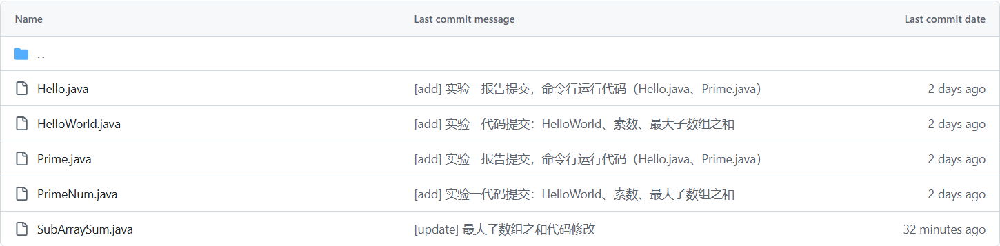 Name Last commit message Last commit date
..
Hello.java [add] 实验一报告提交，命令行运行代码（Hello.java、Prime.java） 2 days ago
HelloWorld.java [add] 实验一代码提交：HelloWorld、素数、最大子数组之和 2 days ago
Prime.java [add] 实验一报告提交，命令行运行代码（Hello.java、Prime.java） 2 days ago
PrimeNum.java [add] 实验一代码提交：HelloWorld、素数、最大子数组之和 2 days ago
SubArraySum.java [update] 最大子数组之和代码修改 32 minutes ago